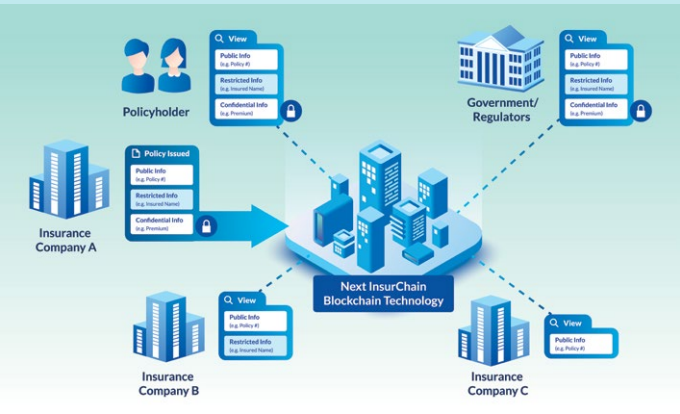 View
Public Info
(e.g. Policy #)
Restricted Info
(e.g. Insured Name)
Confidential Info
(e.g. Premium)
Policyholder
View
Public Info
(e.g. Policy #)
Restricted Info
(e.g. Insured Name)
Confidential Info
(e.g. Premium)
Government/
Regulators
Policy Issued
Public Info
(e.g. Policy #)
Restricted Info
(e.g. Insured Name)
Confidential Info
(e.g. Premium)
Insurance
Company A
Next InsurChain
Blockchain Technology
View
Public Info
(e.g. Policy #)
Restricted Info
(e.g. Insured Name)
Insurance
Company B
View
Public Info
(e.g. Policy #)
Insurance
Company C